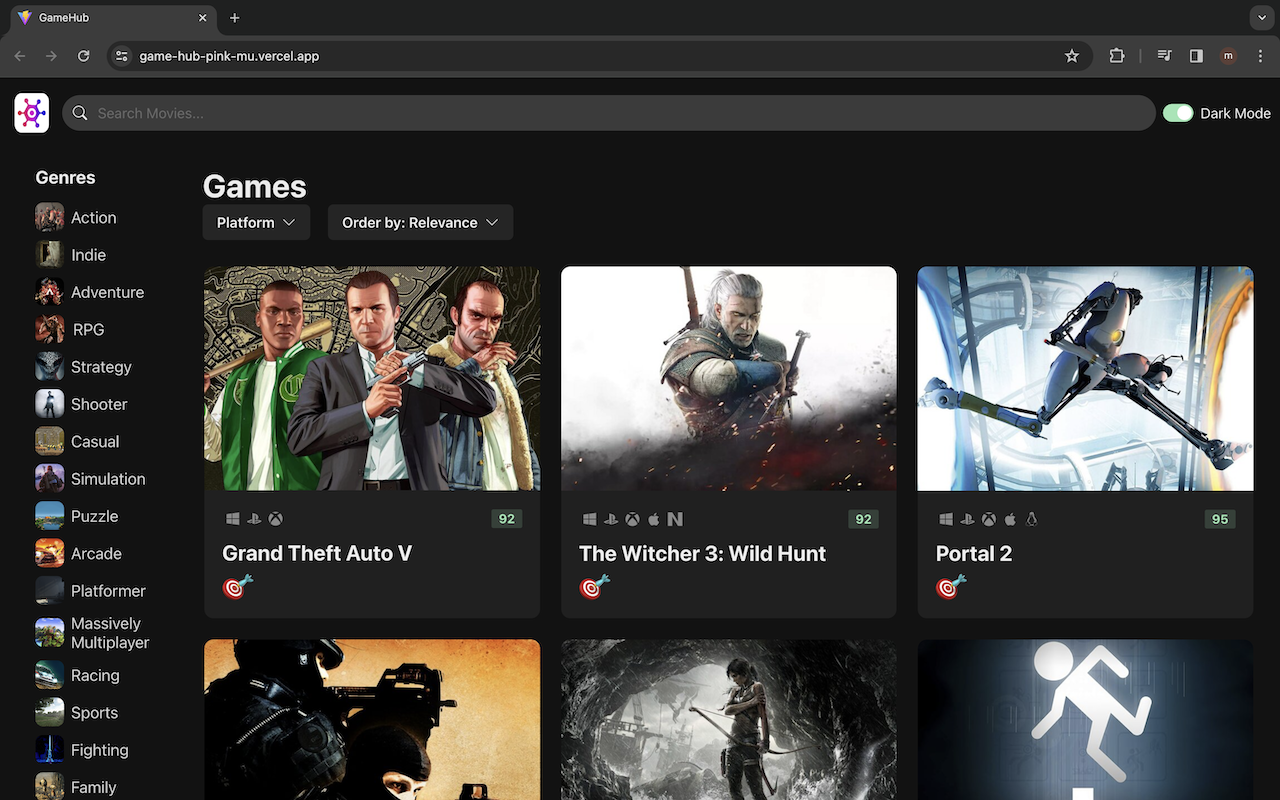 GameHub
game-hub-pink-mu.vercel.app
m
Search Movies...
Dark Mode
Genres
Action
Indie
Adventure
RPG
Strategy
Shooter
Casual
Simulation
Puzzle
Arcade
Platformer
Massively
Multiplayer
Racing
Sports
Fighting
Family
Games
Platform
Order by: Relevance
92
Grand Theft Auto V
92
The Witcher 3: Wild Hunt
95
Portal 2